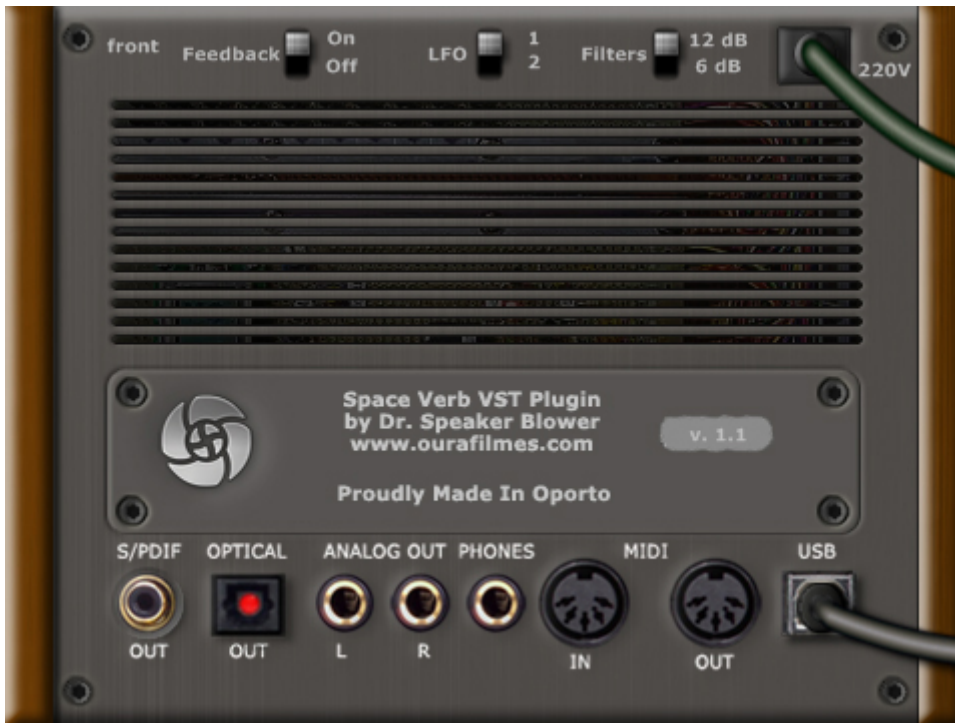 front
Feedback
On
Off
LFO
1
2
Filters
12 dB
6 dB
220V
Space Verb VST Plugin
by Dr. Speaker Blower
www.ourafilmes.com
v. 1.1
Proudly Made In Oporto
S/PDIF OPTICAL ANALOG OUT PHONES MIDI USB
OUT OUT L R IN OUT